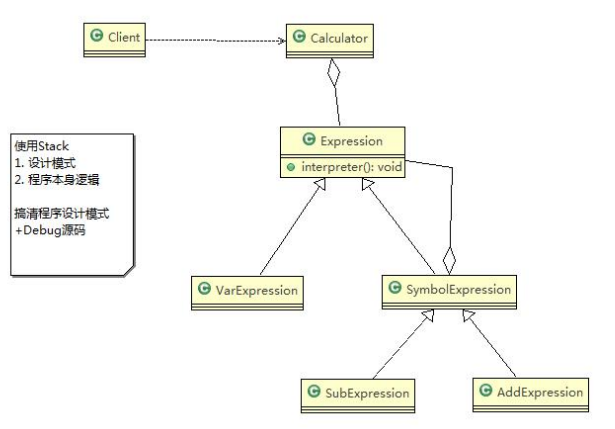 Client
Calculator
Expression
interpreter(): void
使用Stack
1. 设计模式
2. 程序本身逻辑
搞清程序设计模式
+Debug源码
VarExpression
SymbolExpression
SubExpression
AddExpression